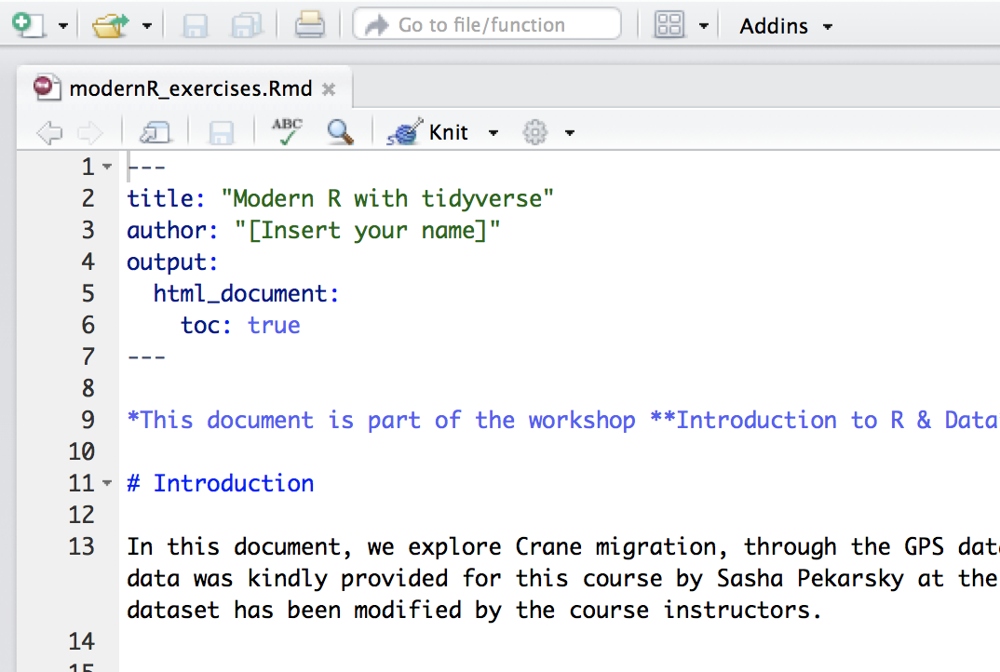 Go to file/function
Addins
modernR_exercises.Rmd
ABC
Knit
1 ---
2 title: "Modern R with tidyverse"
3 author: "[Insert your name]"
4 output:
5   html_document:
6     toc: true
7 ---
8
9 *This document is part of the workshop **Introduction to R & Data
10
11 # Introduction
12
13 In this document, we explore Crane migration, through the GPS data
data was kindly provided for this course by Sasha Pekarsky at the
dataset has been modified by the course instructors.
14
15